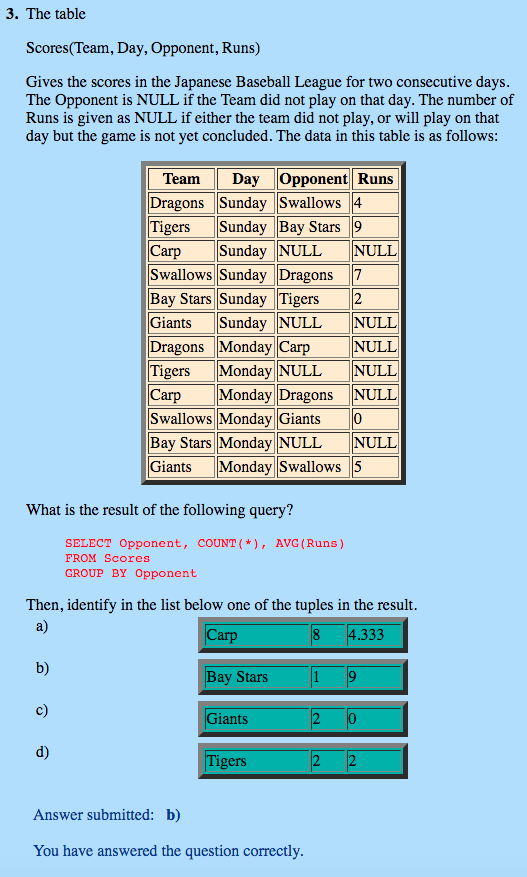 3. The table
Scores(Team, Day, Opponent, Runs)
Gives the scores in the Japanese Baseball League for two consecutive days.
The Opponent is NULL if the Team did not play on that day. The number of
Runs is given as NULL if either the team did not play, or will play on that
day but the game is not yet concluded. The data in this table is as follows:
Team Day Opponent Runs
Dragons Sunday Swallows 4
Tigers Sunday Bay Stars 9
Carp Sunday NULL NULL
Swallows Sunday Dragons 7
Bay Stars Sunday Tigers 2
Giants Sunday NULL NULL
Dragons Monday Carp NULL
Tigers Monday NULL NULL
Carp Monday Dragons NULL
Swallows Monday Giants 0
Bay Stars Monday NULL NULL
Giants Monday Swallows 5
What is the result of the following query?
SELECT Opponent, COUNT(*), AVG(Runs)
FROM Scores
GROUP BY Opponent
Then, identify in the list below one of the tuples in the result.
a) Carp 8 4.333
b) Bay Stars 1 9
c) Giants 2 0
d) Tigers 2 2
Answer submitted: b)
You have answered the question correctly.